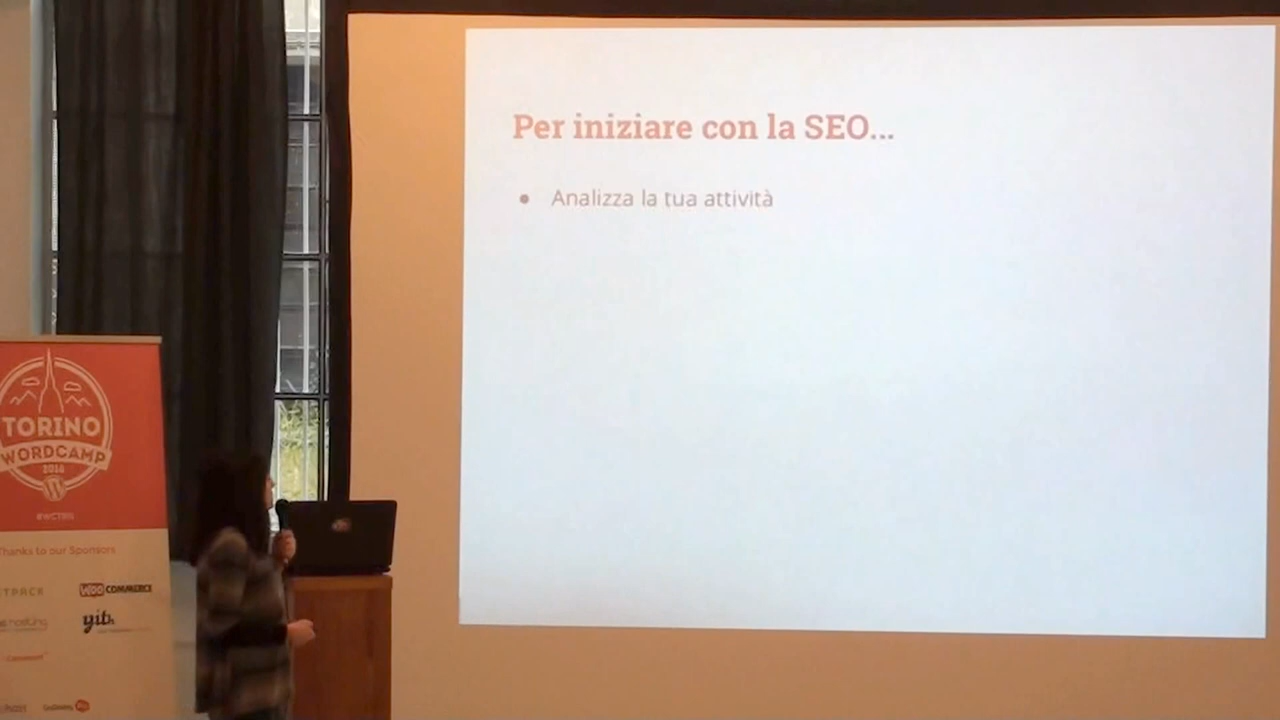 Per iniziare con la SEO...
Analizza la tua attività
TORINO
WORDCAMP
2016
Thanks to our Sponsors
WOO COMMERCE
yith